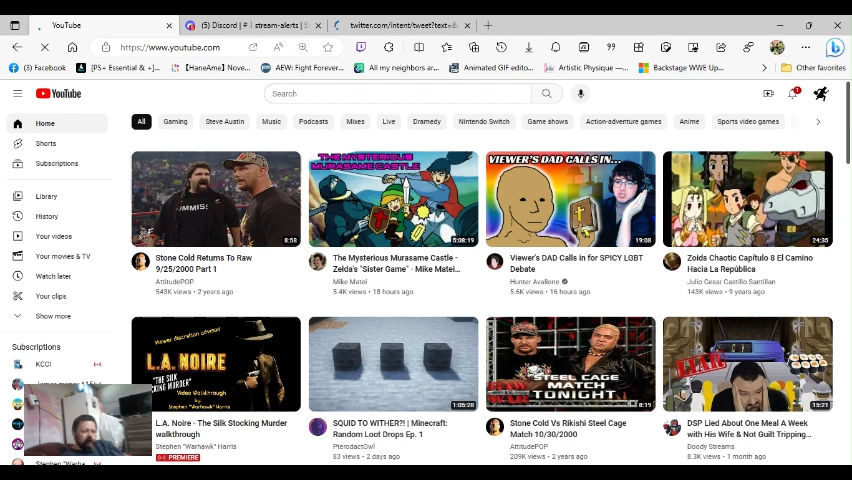 YouTube
(5) Discord | # | stream-alerts | S
twitter.com/intent/tweet?text=&
https://www.youtube.com
(3) Facebook
[PS+ Essential & +]...
【HaneAme】 Nove...
AEW: Fight Forever...
All my neighbors ar...
Animated GIF edito...
Artistic Physique —...
Backstage WWE Up...
Other favorites
YouTube
Search
1
Home
Shorts
Subscriptions
Library
History
Your videos
Your movies & TV
Watch later
Your clips
Show more
Subscriptions
KCCI
All
Gaming
Steve Austin
Music
Podcasts
Mixes
Live
Dramedy
Nintendo Switch
Game shows
Action-adventure games
Anime
Sports video games
8:58
Stone Cold Returns To Raw
9/25/2000 Part 1
AttitudePOP
543K views • 2 years ago
THE MYSTERIOUS
MURASAME CASTLE
5:08:19
The Mysterious Murasame Castle -
Zelda's "Sister Game" - Mike Matei...
Mike Matei
5.4K views • 18 hours ago
VIEWER'S DAD CALLS IN...
19:08
Viewer's DAD Calls in for SPICY LGBT
Debate
Hunter Avallone
5.6K views • 16 hours ago
24:35
Zoids Chaotic Capítulo 8 El Camino
Hacia La República
Julio Cesar Castillo Santillan
143K views • 9 years ago
Viewer discretion advised
L.A. NOIRE
"THE SILK
STOCKING MURDER"
Video Walkthrough
by
Stephen "Warhawk" Harris
L.A. Noire - The Silk Stocking Murder
walkthrough
Stephen "Warhawk" Harris
PREMIERE
1:05:28
SQUID TO WITHER?! | Minecraft:
Random Loot Drops Ep. 1
PterodactOwl
83 views • 2 days ago
STEEL CAGE
MATCH
TONIGHT
8:19
Stone Cold Vs Rikishi Steel Cage
Match 10/30/2000
AttitudePOP
209K views • 2 years ago
LIAR
15:21
DSP Lied About One Meal A Week
with His Wife & Not Guilt Tripping...
Doody Streams
8.3K views • 1 month ago